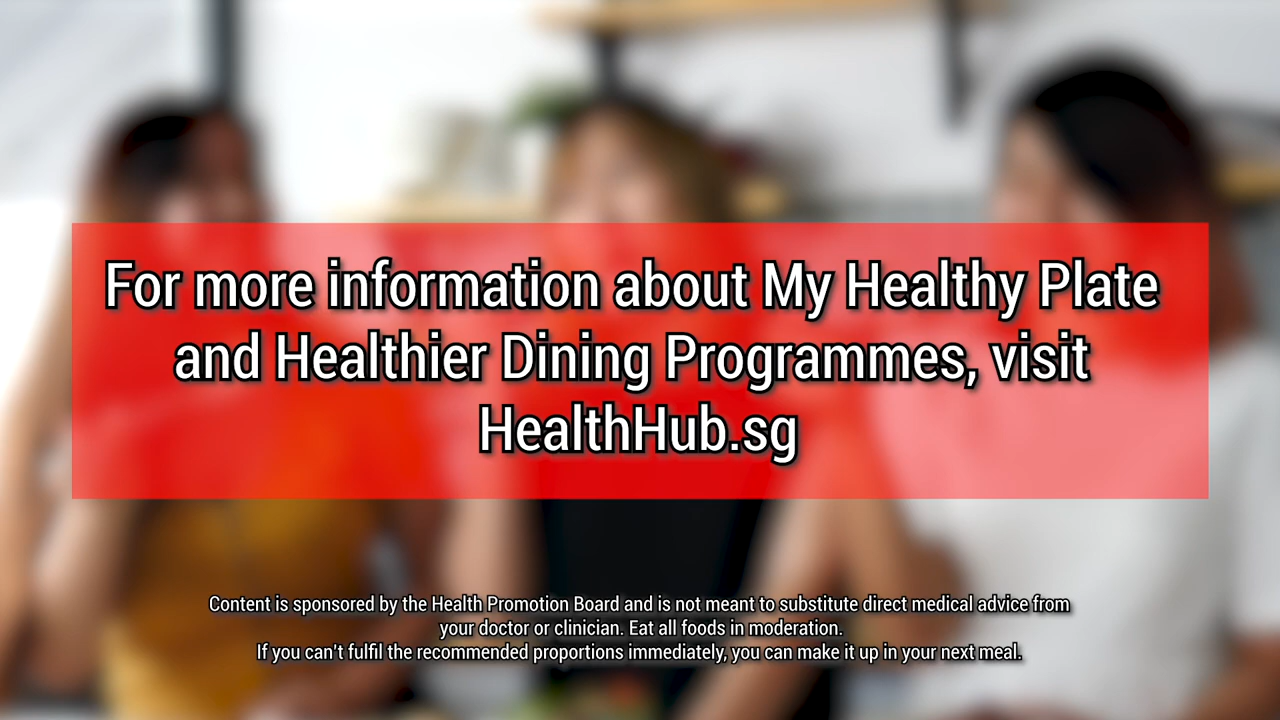 For more information about My Healthy Plate
and Healthier Dining Programmes, visit
HealthHub.sg
Content is sponsored by the Health Promotion Board and is not meant to substitute direct medical advice from
your doctor or clinician. Eat all foods in moderation.
If you can't fulfil the recommended proportions immediately, you can make it up in your next meal.